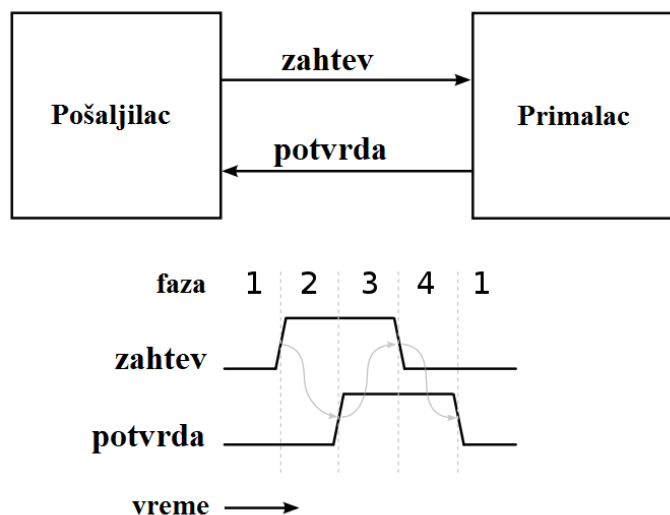 zahtev
Pošaljilac
Primalac
potvrda
faza 1 2 3 4 1
zahtev
potvrda
vreme